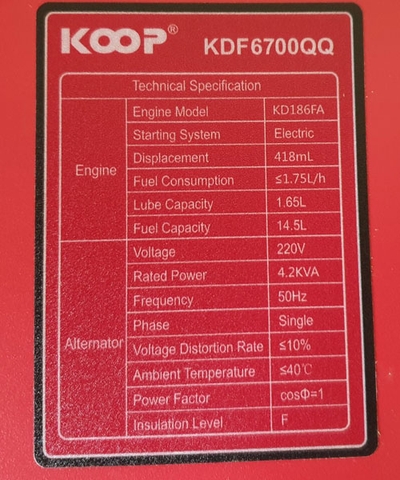 KOOP® KDF6700QQ
Technical Specification
Engine
Engine Model KD186FA
Starting System Electric
Displacement 418mL
Fuel Consumption ≤1.75L/h
Lube Capacity 1.65L
Fuel Capacity 14.5L
Alternator
Voltage 220V
Rated Power 4.2KVA
Frequency 50Hz
Phase Single
Voltage Distortion Rate ≤10%
Ambient Temperature ≤40℃
Power Factor cosΦ=1
Insulation Level F